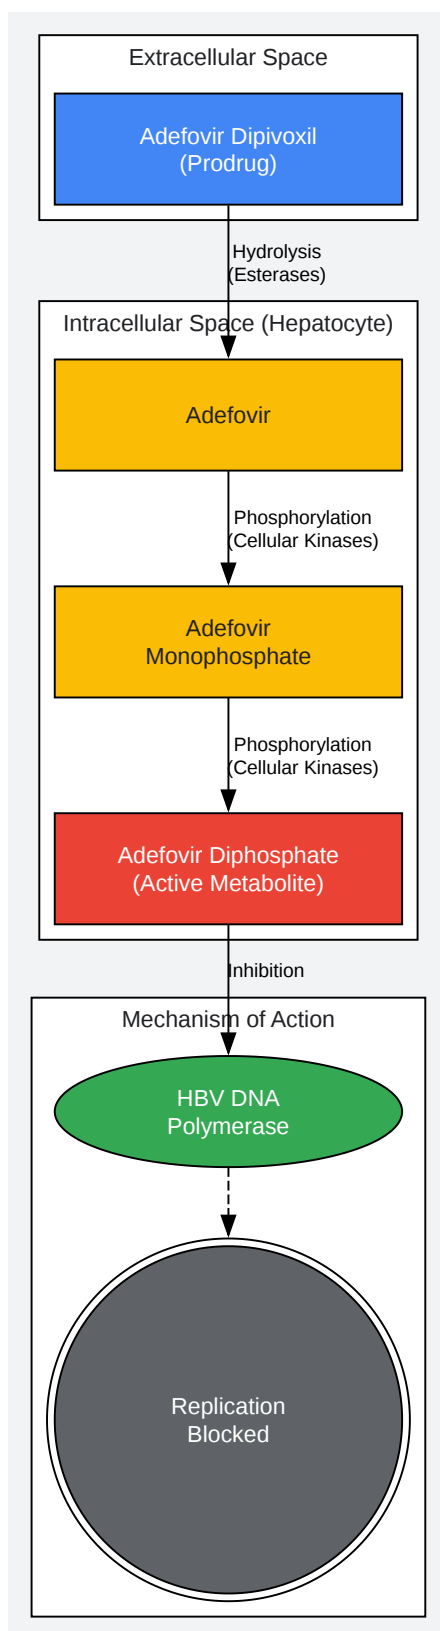 Extracellular Space
Adefovir Dipivoxil
(Prodrug)
Hydrolysis
(Esterases)
Intracellular Space (Hepatocyte)
Adefovir
Phosphorylation
(Cellular Kinases)
Adefovir
Monophosphate
Phosphorylation
(Cellular Kinases)
Adefovir Diphosphate
(Active Metabolite)
Inhibition
Mechanism of Action
HBV DNA
Polymerase
Replication
Blocked